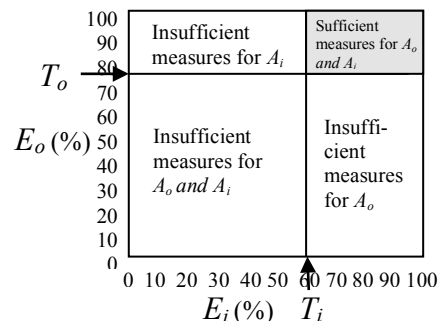 100
90
80
70
60
50
40
30
20
10
0
T_o
E_o (%)
Insufficient
measures for A_i
Sufficient
measures for A_o
and A_i
Insufficient
measures for
A_o and A_i
Insuffi-
cient
measures
for A_o
0 10 20 30 40 50 60 70 80 90 100
E_i (%) T_i